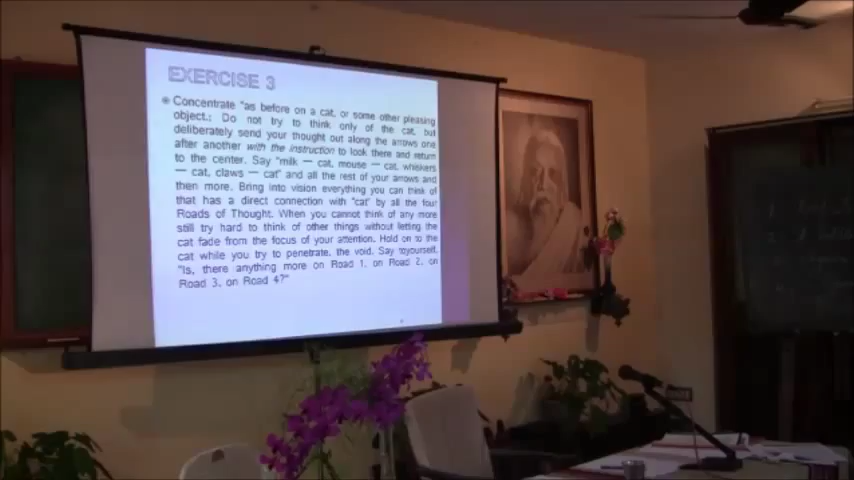 EXERCISE 3
Concentrate "as before on a cat, or some other pleasing
object.; Do not try to think only of the cat, but
deliberately send your thought out along the arrows one
after another with the instruction to look there and return
to the center. Say "milk — cat, mouse — cat, whiskers
— cat, claws — cat" and all the rest of your arrows and
then more. Bring into vision everything you can think of
that has a direct connection with "cat" by all the four
Roads of Thought. When you cannot think of any more
still try hard to think of other things without letting the
cat fade from the focus of your attention. Hold on to the
cat while you try to penetrate, the void. Say toyourself,
"Is, there anything more on Road 1, on Road 2, on
Road 3, on Road 4?"